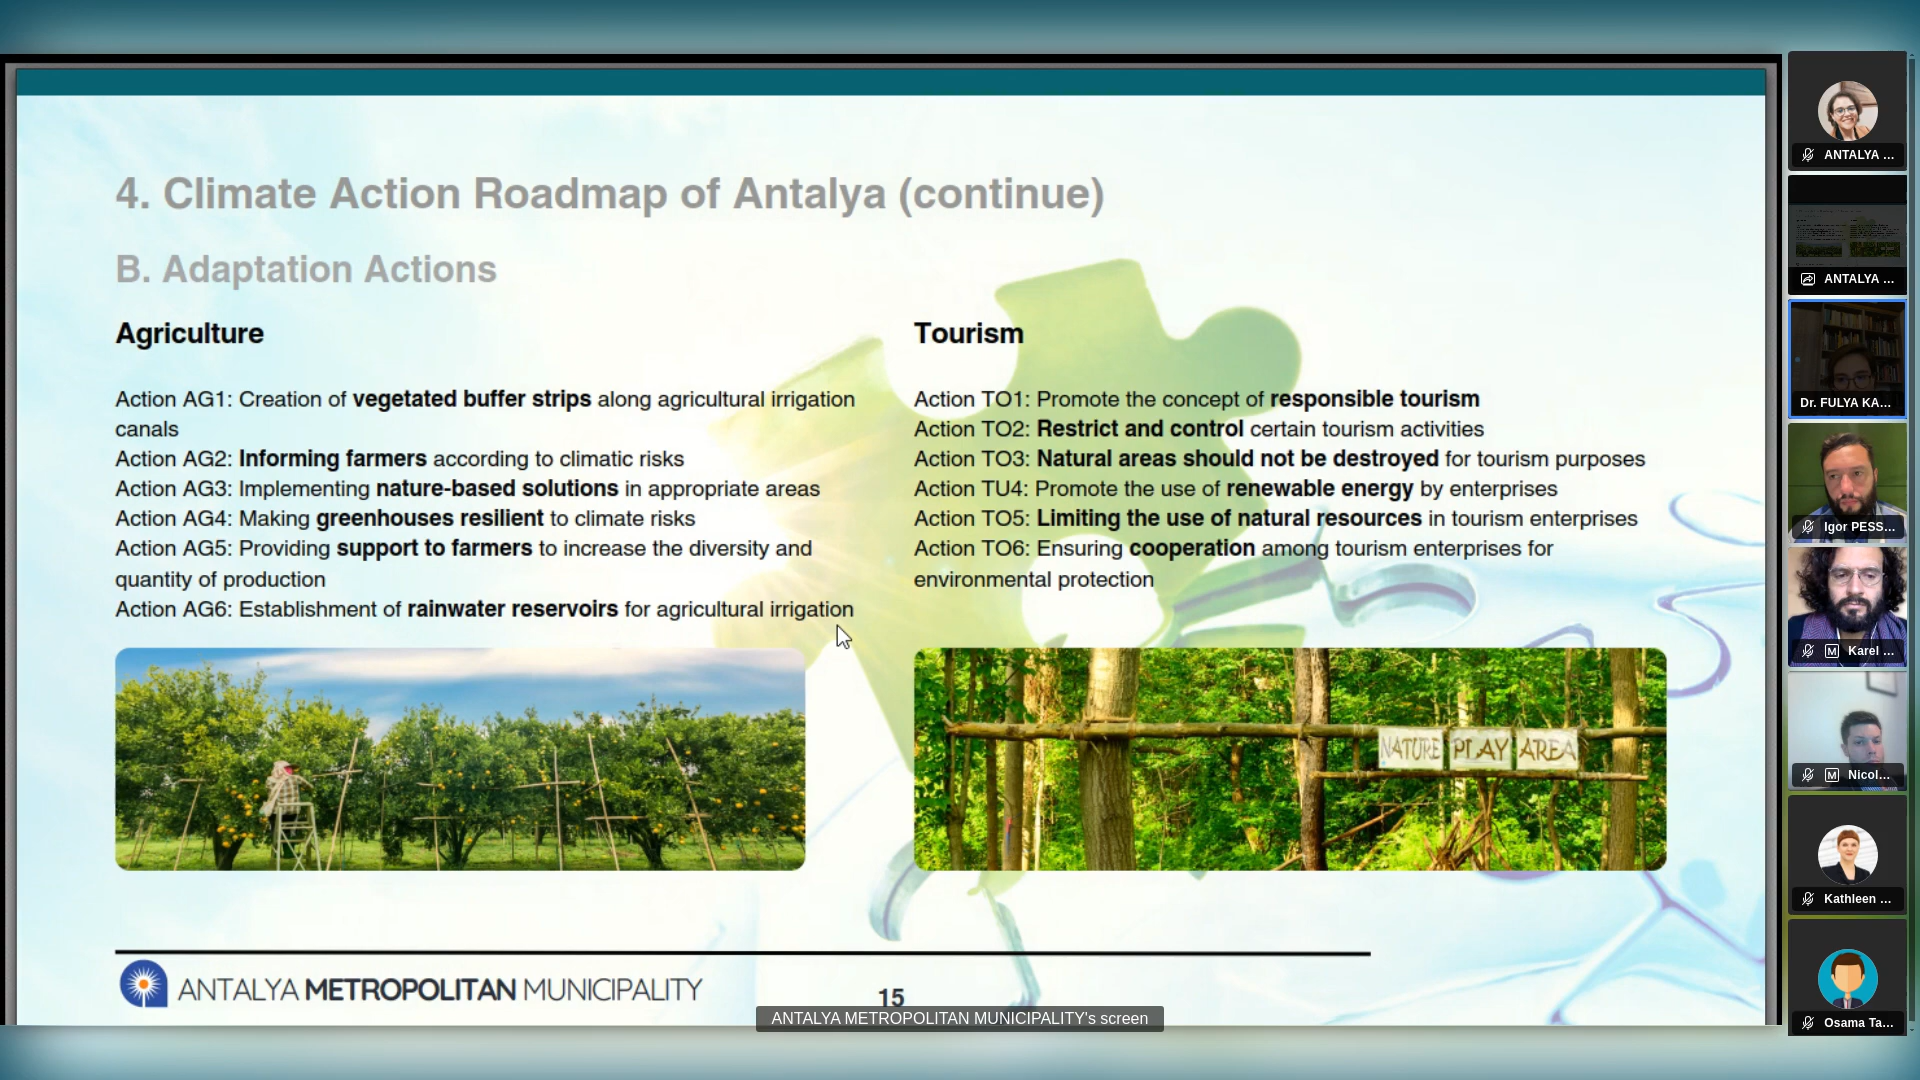 4. Climate Action Roadmap of Antalya (continue)
B. Adaptation Actions
Agriculture
Action AG1: Creation of vegetated buffer strips along agricultural irrigation
canals
Action AG2: Informing farmers according to climatic risks
Action AG3: Implementing nature-based solutions in appropriate areas
Action AG4: Making greenhouses resilient to climate risks
Action AG5: Providing support to farmers to increase the diversity and
quantity of production
Action AG6: Establishment of rainwater reservoirs for agricultural irrigation
Tourism
Action TO1: Promote the concept of responsible tourism
Action TO2: Restrict and control certain tourism activities
Action TO3: Natural areas should not be destroyed for tourism purposes
Action TU4: Promote the use of renewable energy by enterprises
Action TO5: Limiting the use of natural resources in tourism enterprises
Action TO6: Ensuring cooperation among tourism enterprises for
environmental protection
NATURE PLAY AREA
ANTALYA METROPOLITAN MUNICIPALITY
15
ANTALYA METROPOLITAN MUNICIPALITY's screen
ANTALYA ...
ANTALYA ...
Dr. FULYA KA...
Igor PESS...
M Karel ...
M Nicol...
Kathleen ...
Osama Ta...